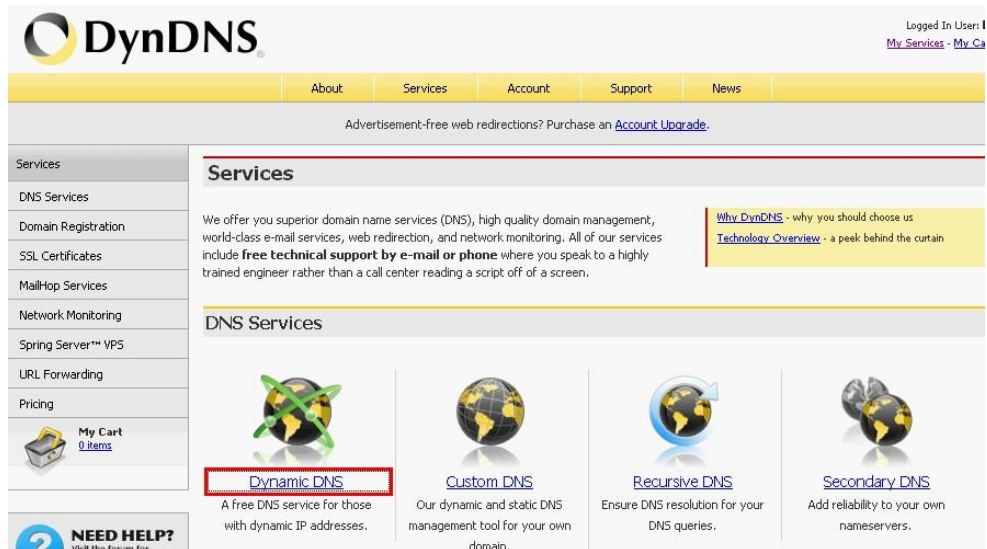 DynDNS®
Logged In User:
My Services - My Ca
About Services Account Support News
Advertisement-free web redirections? Purchase an Account Upgrade.
Services
DNS Services
Domain Registration
SSL Certificates
MailHop Services
Network Monitoring
Spring Server™ VPS
URL Forwarding
Pricing
My Cart
0 items
NEED HELP?
Visit the forum for
Services
We offer you superior domain name services (DNS), high quality domain management,
world-class e-mail services, web redirection, and network monitoring. All of our services
include free technical support by e-mail or phone where you speak to a highly
trained engineer rather than a call center reading a script off of a screen.
Why DynDNS - why you should choose us
Technology Overview - a peek behind the curtain
DNS Services
Dynamic DNS
A free DNS service for those
with dynamic IP addresses.
Custom DNS
Our dynamic and static DNS
management tool for your own
domain.
Recursive DNS
Ensure DNS resolution for your
DNS queries.
Secondary DNS
Add reliability to your own
nameservers.